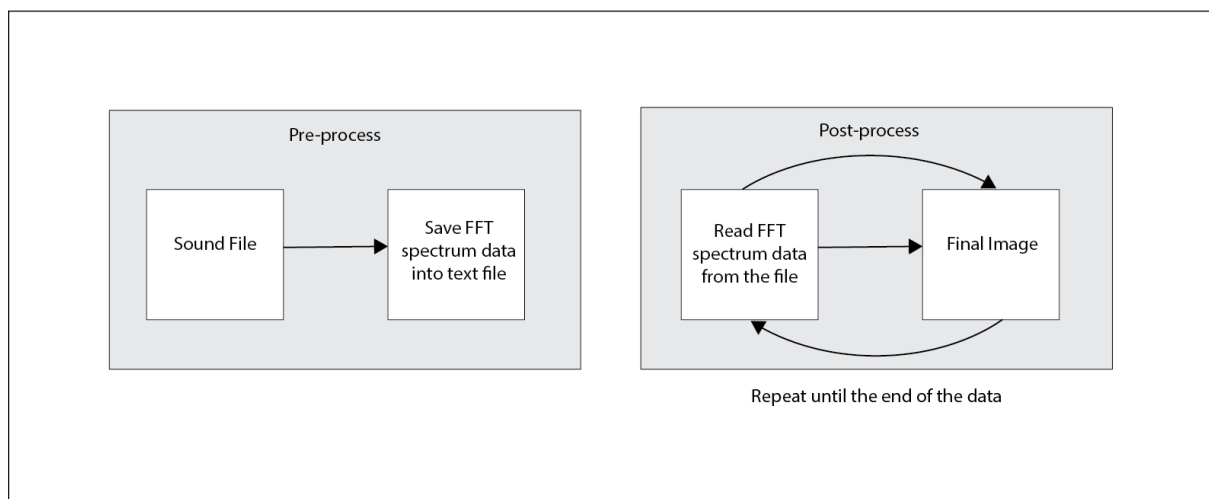 Pre-process
Sound File
Save FFT
spectrum data
into text file
Post-process
Read FFT
spectrum data
from the file
Final Image
Repeat until the end of the data